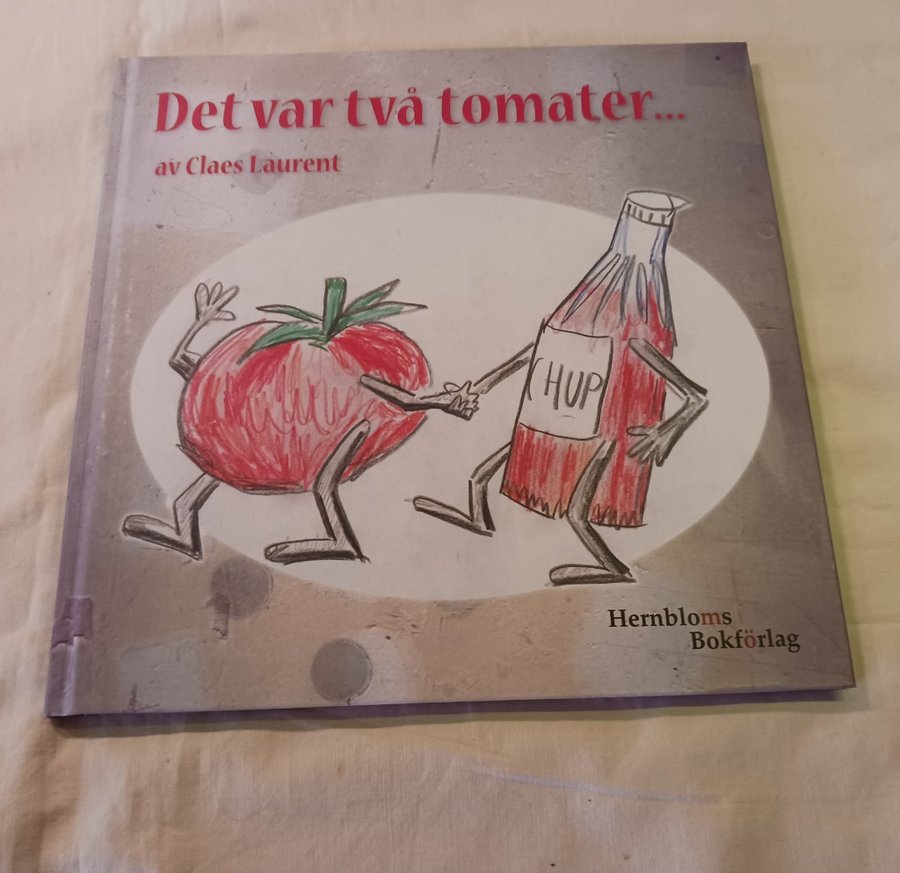 Det var två tomater...
av Claes Laurent
CHUP
Hernbloms
Bokförlag